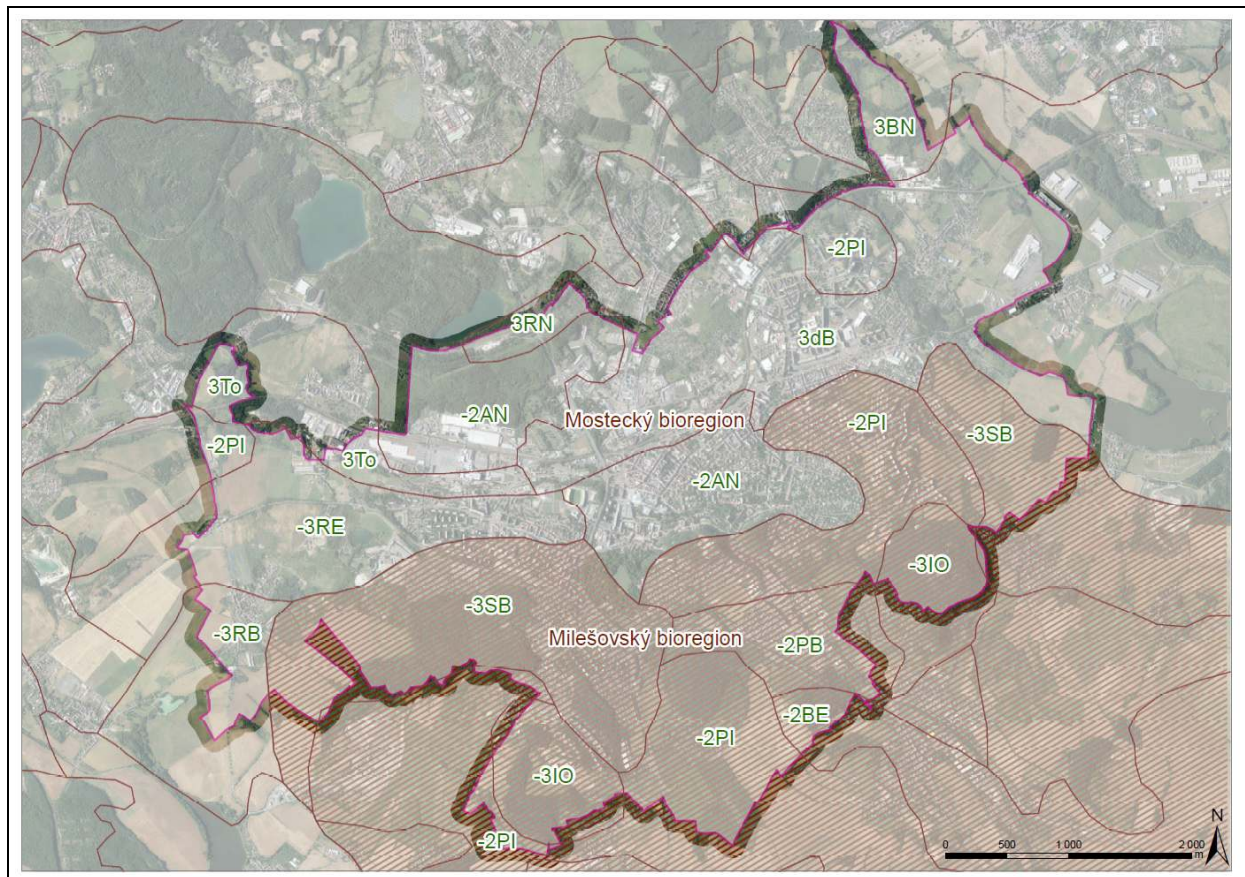 3BN
-2PI
3RN
3dB
3To
-2AN
Mostecký bioregion
-2PI
-3SB
-2PI
3To
-2AN
-3RE
-3IO
-3SB
-3RB
Milešovský bioregion
-2PB
-2BE
-2PI
-3IO
-2PI
N
0 500 1 000 2 000
m